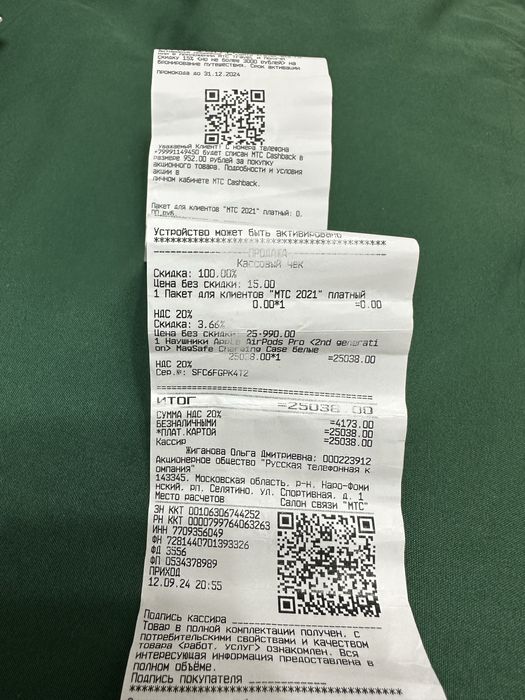 скидку 15% <но не более 3000 рублей> на
бронирование путешествия. Срок активации
промокода до 31.12.2024
Уважаемый Клиент! С номера телефона
+79991149450 будет списан МТС Cashback в
размере 952.00 рублей за покупку
акционного товара. Подробности и условия
акции в
личном кабинете МТС Cashback.
Пакет для клиентов "МТС 2021" платный: 0.
00 руб.
Устройство может быть активировано
****************************************
ПРОДАЖА
Кассовый чек
Скидка: 100.00%
Цена без скидки: 15.00
1 Пакет для клиентов "МТС 2021" платный
0.00*1 =0.00
НДС 20%
Скидка: 3.66%
Цена без скидки: 25-990.00
1 Наушники Apple AirPods Pro <2nd generati
on> MagSafe Charging Case белые
25038.00*1 =25038.00
НДС 20%
Сер.№: SFC6FGPK4T2
****************************************
ИТОГ =25038.00
СУММА НДС 20% =4173.00
БЕЗНАЛИЧНЫМИ =25038.00
*ПЛАТ.КАРТОЙ =25038.00
Кассир
Жиганова Ольга Дмитриевна: 000223912
Акционерное общество "Русская телефонная к
омпания"
143345, Московская область, р-н. Наро-Фоми
нский, рп. Селятино, ул. Спортивная, д. 1
Место расчетов Салон связи "МТС"
ЗН ККТ 00106306744252
РН ККТ 0000799764063263
ИНН 7709356049
ФН 7281440701393326
ФД 3556
ФП 0534378989
ПРИХОД
12.09.24 20:55
Подпись кассира
Товар в полной комплектации получен, с
потребительскими свойствами и качеством
товара <работ, услуг> ознакомлен. Вся
интересующая информация предоставлена в
полном объёме.
Подпись покупателя
****************************************